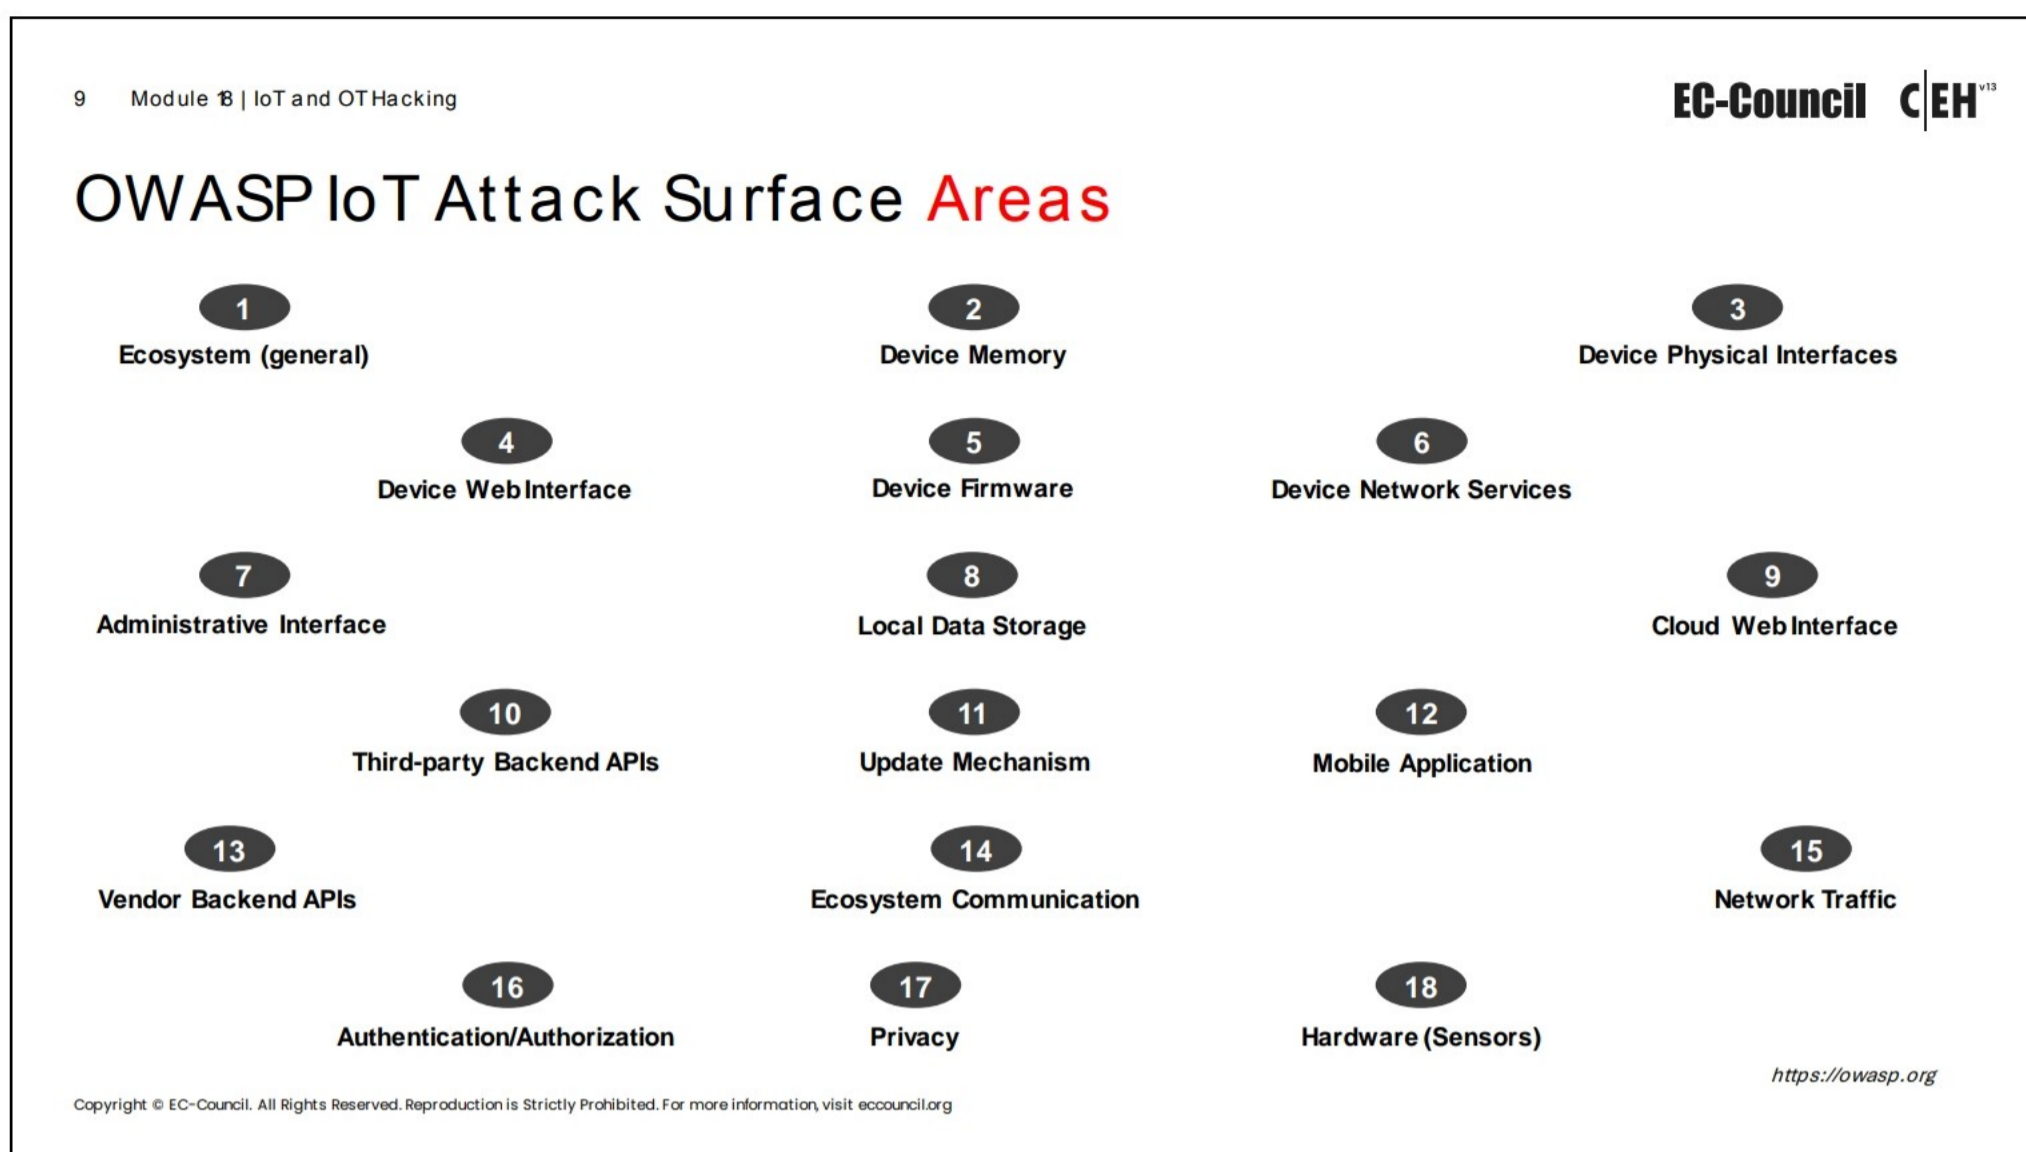 9 Module 18 | IoT and OT Hacking
EC-Council C|EH v13
OWASP IoT Attack Surface Areas
1 2 3
Ecosystem (general) Device Memory Device Physical Interfaces
4 5 6
Device Web Interface Device Firmware Device Network Services
7 8 9
Administrative Interface Local Data Storage Cloud Web Interface
10 11 12
Third-party Backend APIs Update Mechanism Mobile Application
13 14 15
Vendor Backend APIs Ecosystem Communication Network Traffic
16 17 18
Authentication/Authorization Privacy Hardware (Sensors)
https://owasp.org
Copyright © EC-Council. All Rights Reserved. Reproduction is Strictly Prohibited. For more information, visit eccouncil.org